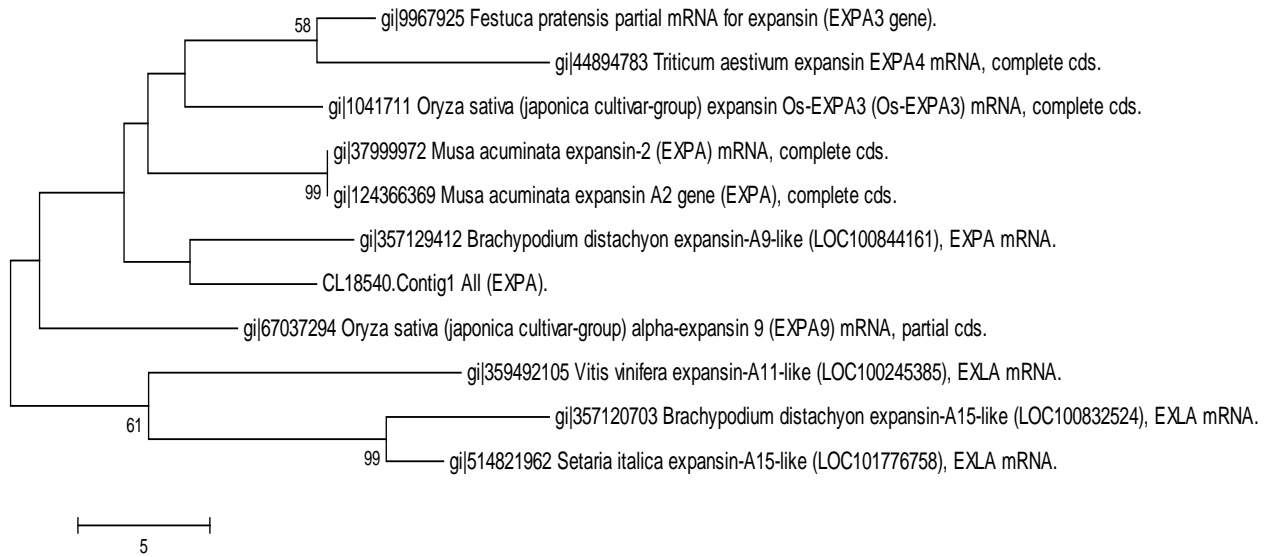 58
gi|9967925 Festuca pratensis partial mRNA for expansin (EXPA3 gene).
gi|44894783 Triticum aestivum expansin EXPA4 mRNA, complete cds.
gi|1041711 Oryza sativa (japonica cultivar-group) expansin Os-EXPA3 (Os-EXPA3) mRNA, complete cds.
gi|37999972 Musa acuminata expansin-2 (EXPA) mRNA, complete cds.
99
gi|124366369 Musa acuminata expansin A2 gene (EXPA), complete cds.
gi|357129412 Brachypodium distachyon expansin-A9-like (LOC100844161), EXPA mRNA.
CL18540.Contig1 All (EXPA).
gi|67037294 Oryza sativa (japonica cultivar-group) alpha-expansin 9 (EXPA9) mRNA, partial cds.
gi|359492105 Vitis vinifera expansin-A11-like (LOC100245385), EXLA mRNA.
61
gi|357120703 Brachypodium distachyon expansin-A15-like (LOC100832524), EXLA mRNA.
99
gi|514821962 Setaria italica expansin-A15-like (LOC101776758), EXLA mRNA.
5